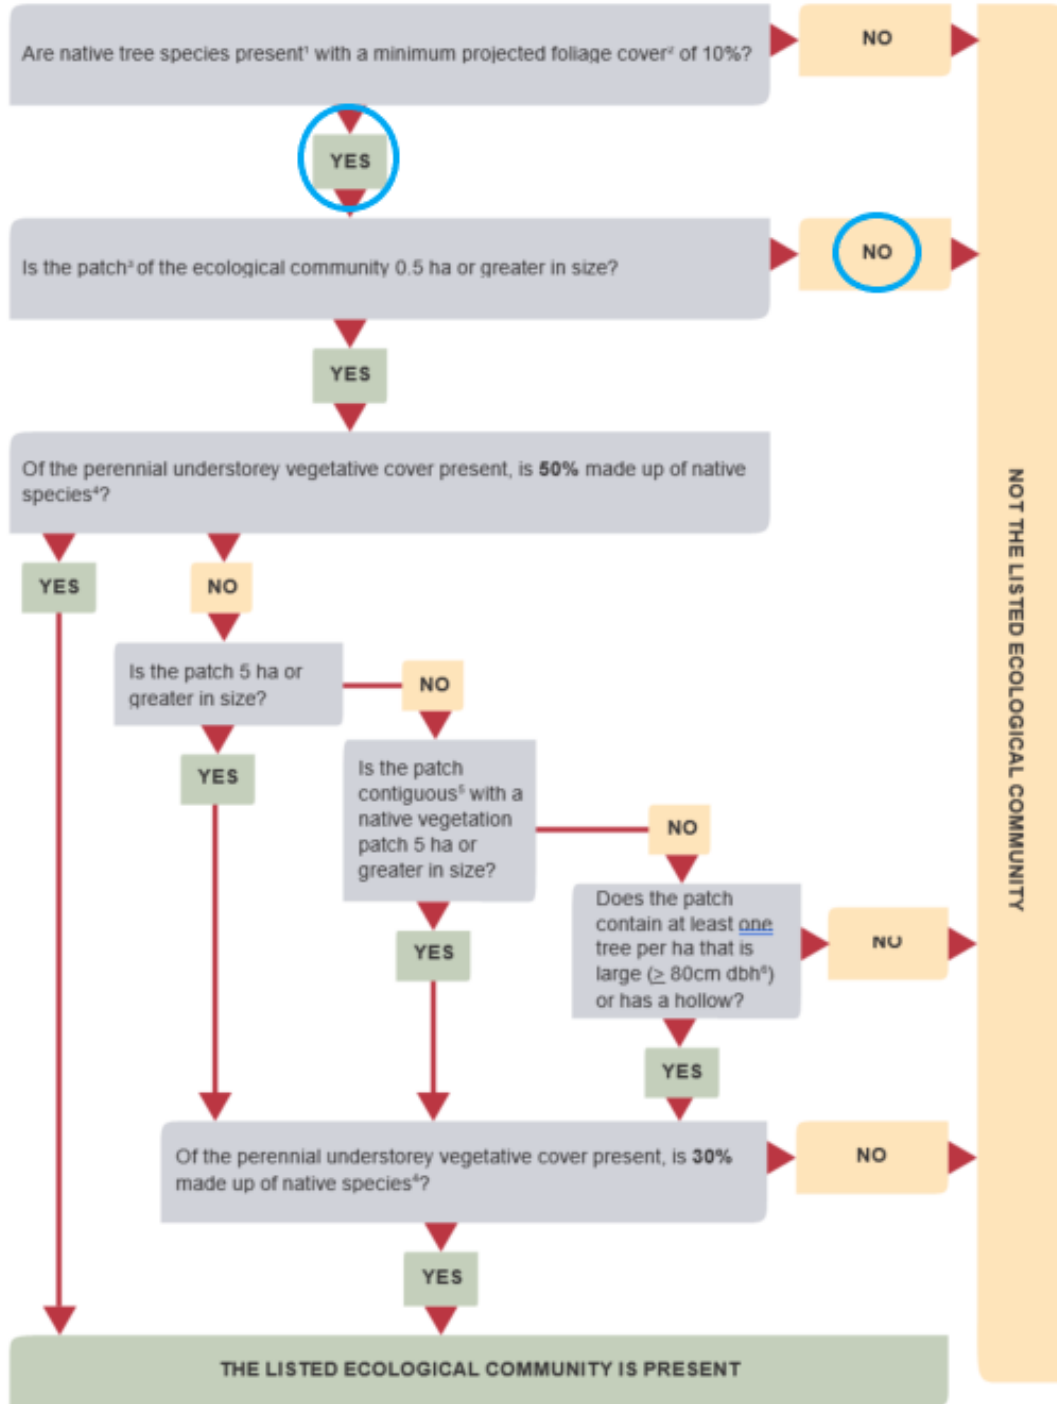 Are native tree species present¹ with a minimum projected foliage cover² of 10%?
NO
YES
Is the patch³ of the ecological community 0.5 ha or greater in size?
NO
YES
Of the perennial understorey vegetative cover present, is 50% made up of native
species⁴?
YES
NO
Is the patch 5 ha or
greater in size?
NO
YES
Is the patch
contiguous⁵ with a
native vegetation
patch 5 ha or
greater in size?
NO
YES
Does the patch
contain at least one
tree per ha that is
large (≥ 80cm dbh⁶)
or has a hollow?
NO
YES
Of the perennial understorey vegetative cover present, is 30%
made up of native species⁴?
NO
YES
THE LISTED ECOLOGICAL COMMUNITY IS PRESENT
NOT THE LISTED ECOLOGICAL COMMUNITY